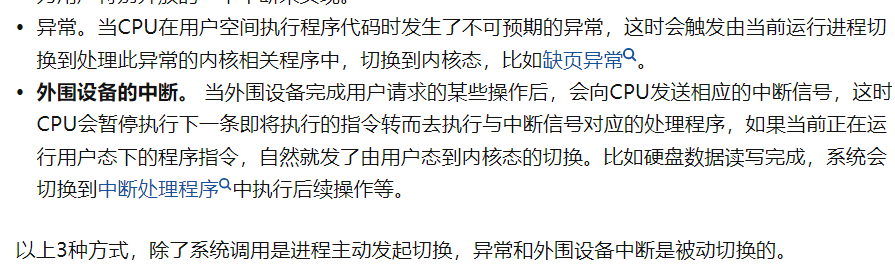 • 异常。当CPU在用户空间执行程序代码时发生了不可预期的异常，这时会触发由当前运行进程切
换到处理此异常的内核相关程序中，切换到内核态，比如缺页异常。
• 外围设备的中断。 当外围设备完成用户请求的某些操作后，会向CPU发送相应的中断信号，这时
CPU会暂停执行下一条即将执行的指令转而去执行与中断信号对应的处理程序，如果当前正在运
行用户态下的程序指令，自然就发了由用户态到内核态的切换。比如硬盘数据读写完成，系统会
切换到中断处理程序中执行后续操作等。
以上3种方式，除了系统调用是进程主动发起切换，异常和外围设备中断是被动切换的。